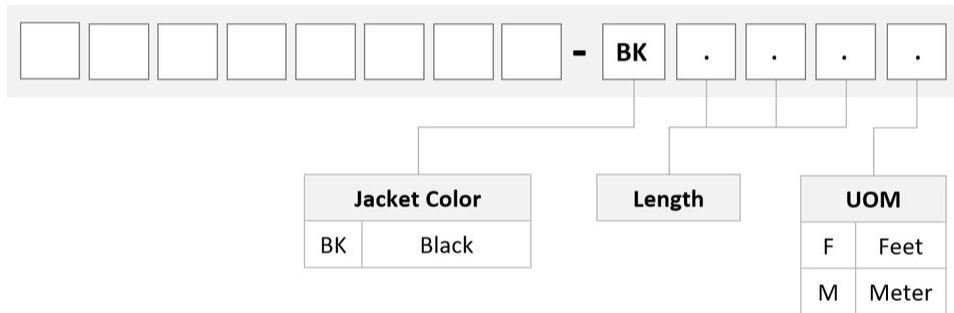 - BK . . . .
Jacket Color Length UOM
BK Black F Feet
M Meter